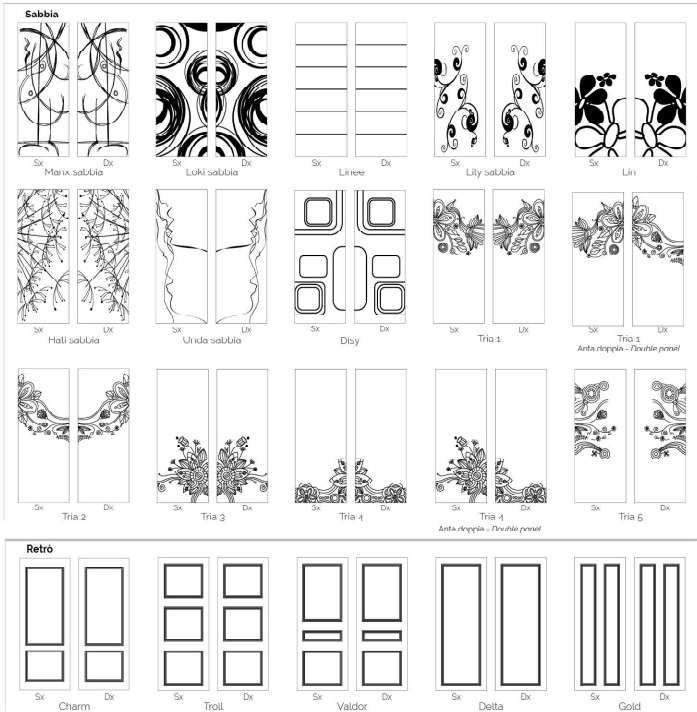 Sabbia
Sx Dx Sx Dx Sx Dx Sx Dx
Manx sabbia Loki sabbia Linee Lily sabbia Liri
Sx Dx Sx Dx Sx Dx Sx Dx Sx Dx
Hati sabbia Unda sabbia Disy Tria 1 Tria 1
Anta doppia - Double panel
Sx Dx Sx Dx Sx Dx Sx Dx Sx Dx
Tria 2 Tria 3 Tria 4 Tria 4 Tria 5
Anta doppia - Double panel
Retrò
Sx Dx Sx Dx Sx Dx Sx Dx Sx Dx
Charm Troll Valdor Delta Gold